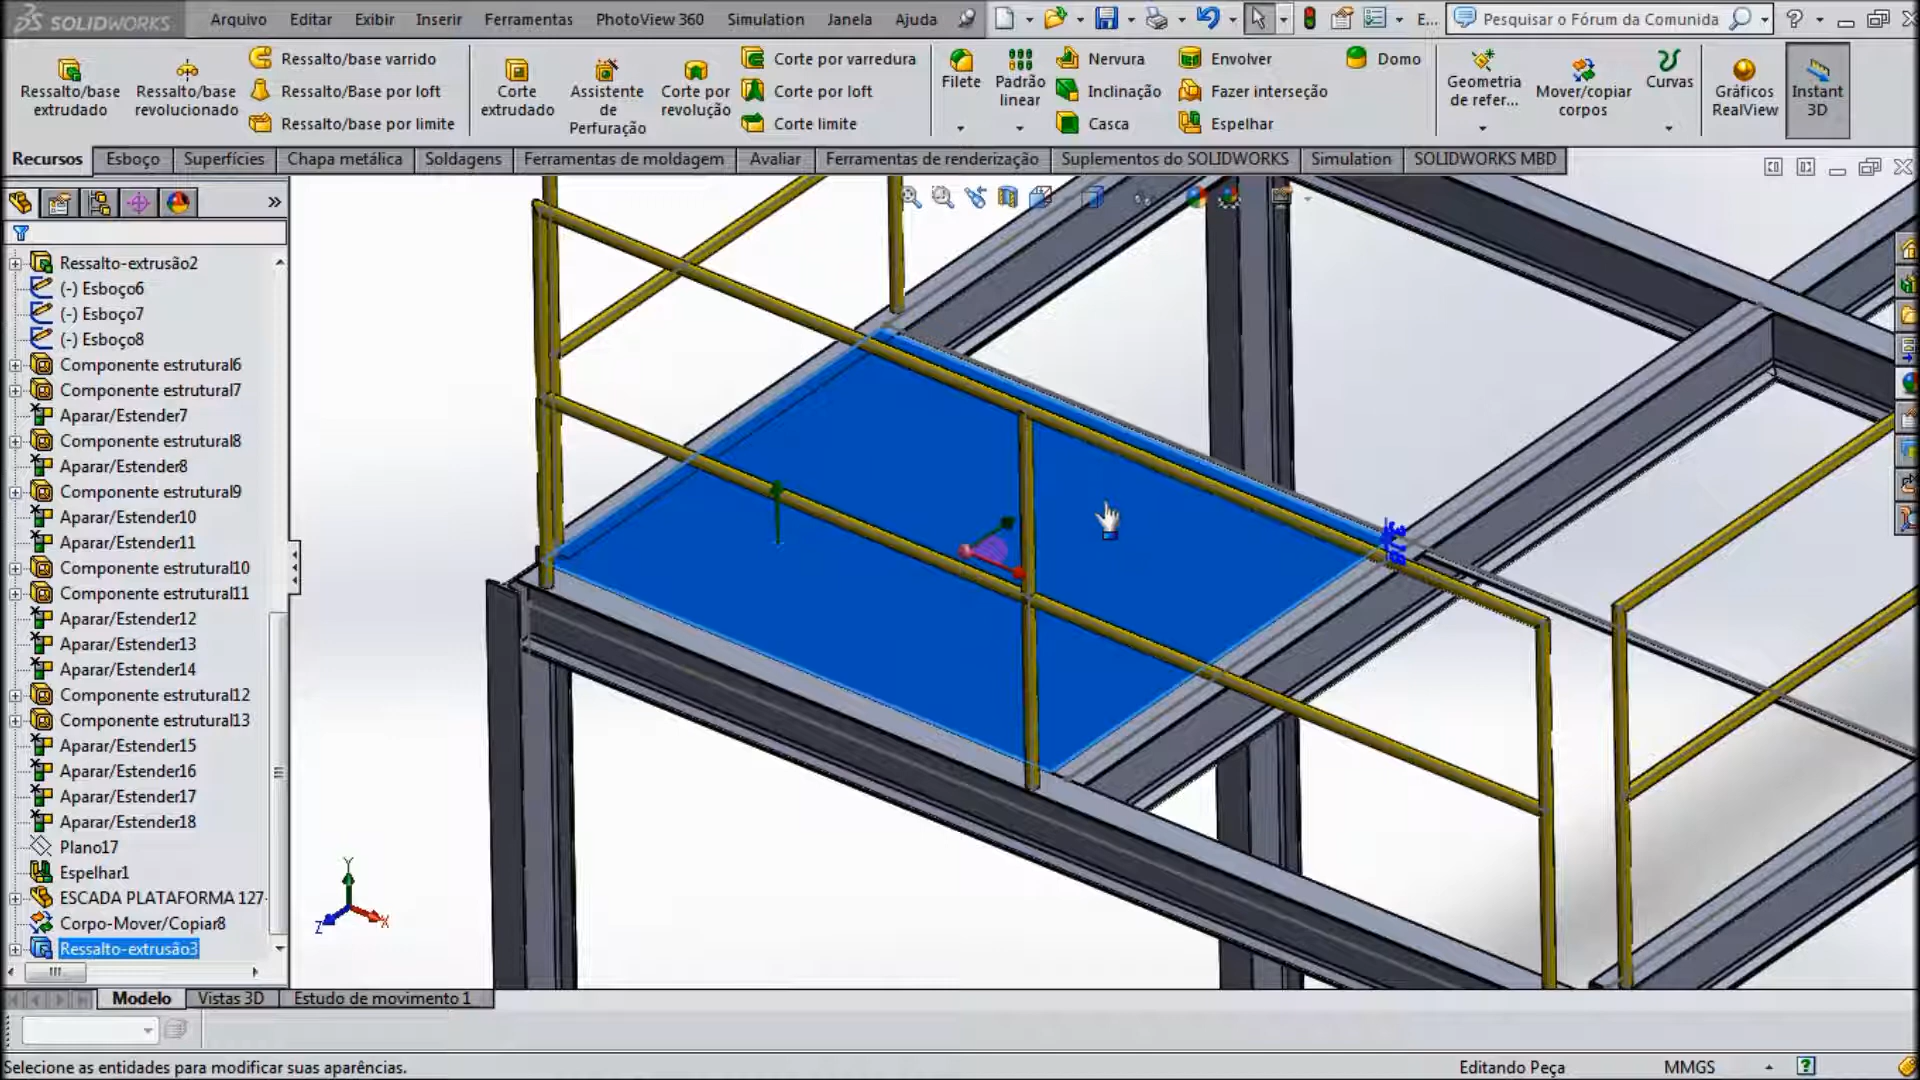 SOLIDWORKS
Arquivo Editar Exibir Inserir Ferramentas PhotoView 360 Simulation Janela Ajuda E... Pesquisar o Fórum da Comunida
Ressalto/base extrudado
Ressalto/base revolucionado
Ressalto/base varrido
Ressalto/Base por loft
Ressalto/base por limite
Corte extrudado
Assistente de Perfuração
Corte por revolução
Corte por varredura
Corte por loft
Corte limite
Filete
Padrão linear
Nervura
Inclinação
Casca
Envolver
Fazer interseção
Espelhar
Domo
Geometria de refer...
Mover/copiar corpos
Curvas
Gráficos RealView
Instant 3D
Recursos Esboço Superfícies Chapa metálica Soldagens Ferramentas de moldagem Avaliar Ferramentas de renderização Suplementos do SOLIDWORKS Simulation SOLIDWORKS MBD
Ressalto-extrusão2
(-) Esboço6
(-) Esboço7
(-) Esboço8
Componente estrutural6
Componente estrutural7
Aparar/Estender7
Componente estrutural8
Aparar/Estender8
Componente estrutural9
Aparar/Estender10
Aparar/Estender11
Componente estrutural10
Componente estrutural11
Aparar/Estender12
Aparar/Estender13
Aparar/Estender14
Componente estrutural12
Componente estrutural13
Aparar/Estender15
Aparar/Estender16
Aparar/Estender17
Aparar/Estender18
Plano17
Espelhar1
ESCADA PLATAFORMA 127
Corpo-Mover/Copiar8
Ressalto-extrusão3
Y
Z
X
Modelo Vistas 3D Estudo de movimento 1
Selecione as entidades para modificar suas aparências. Editando Peça MMGS